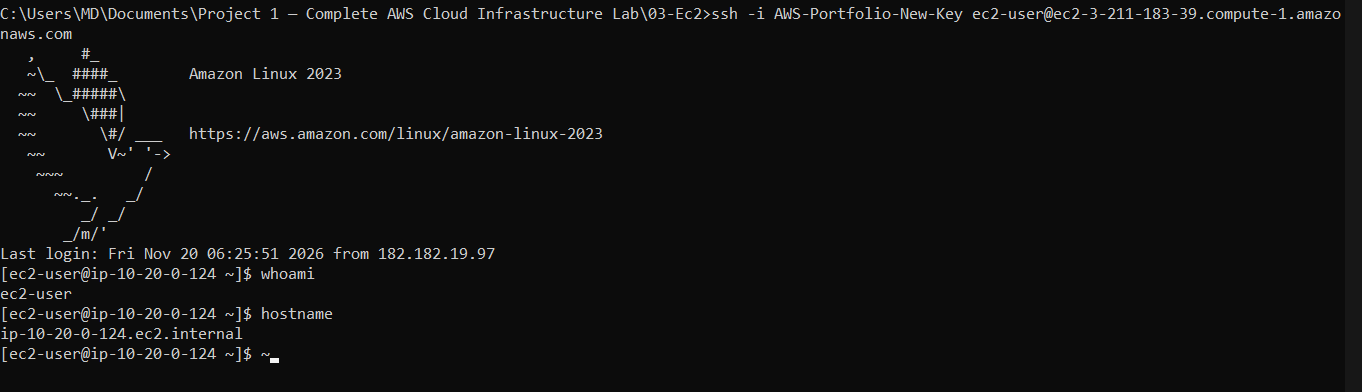 C:\Users\MD\Documents\Project 1 — Complete AWS Cloud Infrastructure Lab\03-Ec2>ssh -i AWS-Portfolio-New-Key ec2-user@ec2-3-211-183-39.compute-1.amazo
naws.com
   ,     #_
   ~\_  ####_        Amazon Linux 2023
  ~~  \_#####\
  ~~     \###|
  ~~       \#/ ___   https://aws.amazon.com/linux/amazon-linux-2023
   ~~       V~' '->
    ~~~         /
      ~~._.   _/
         _/ _/
       _/m/'
Last login: Fri Nov 20 06:25:51 2026 from 182.182.19.97
[ec2-user@ip-10-20-0-124 ~]$ whoami
ec2-user
[ec2-user@ip-10-20-0-124 ~]$ hostname
ip-10-20-0-124.ec2.internal
[ec2-user@ip-10-20-0-124 ~]$ ~